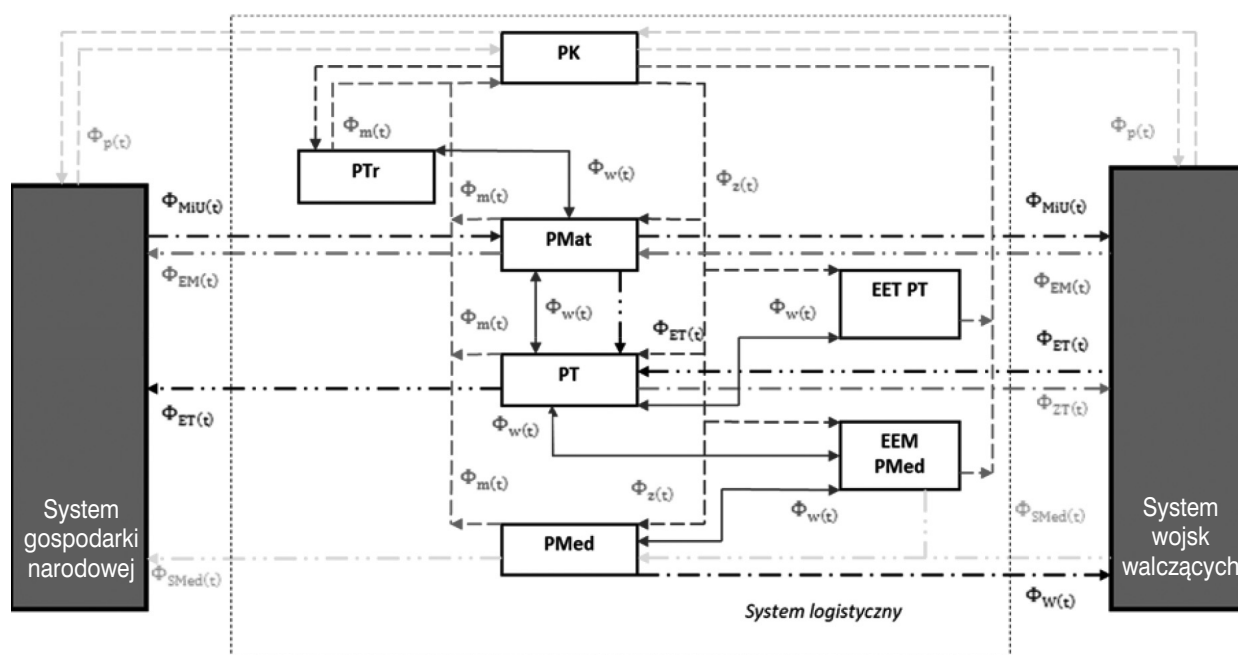 PK
Φp(t)
Φm(t)
Φp(t)
PTr
Φw(t)
Φz(t)
Φm(t)
ΦMiU(t)
ΦMiU(t)
PMat
ΦEM(t)
EET PT
ΦEM(t)
Φw(t)
Φw(t)
Φm(t)
ΦET(t)
ΦET(t)
PT
ΦET(t)
ΦZT(t)
Φw(t)
EEM
PMed
Φm(t)
Φz(t)
Φw(t)
ΦSMed(t)
System
gospodarki
narodowej
System
wojsk
walczących
PMed
ΦSMed(t)
ΦW(t)
System logistyczny